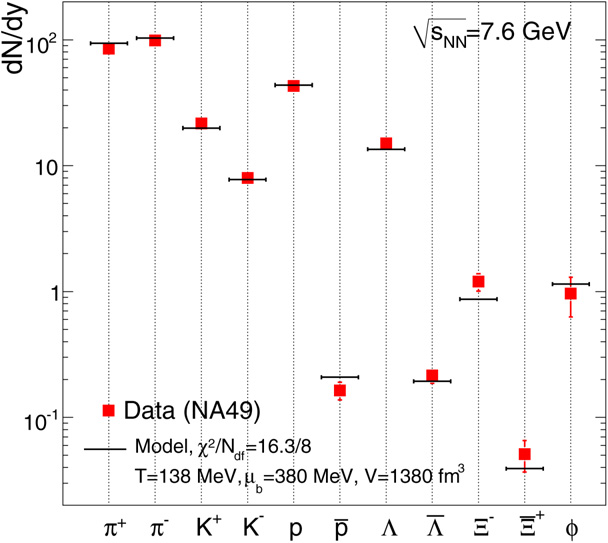 dN/dy
√s_NN=7.6 GeV
10²
10
1
10⁻¹
Data (NA49)
Model, χ²/N_df=16.3/8
T=138 MeV, μ_b=380 MeV, V=1380 fm³
π⁺ π⁻ K⁺ K⁻ p p̅ Λ Λ̅ Ξ⁻ Ξ̅⁺ ϕ